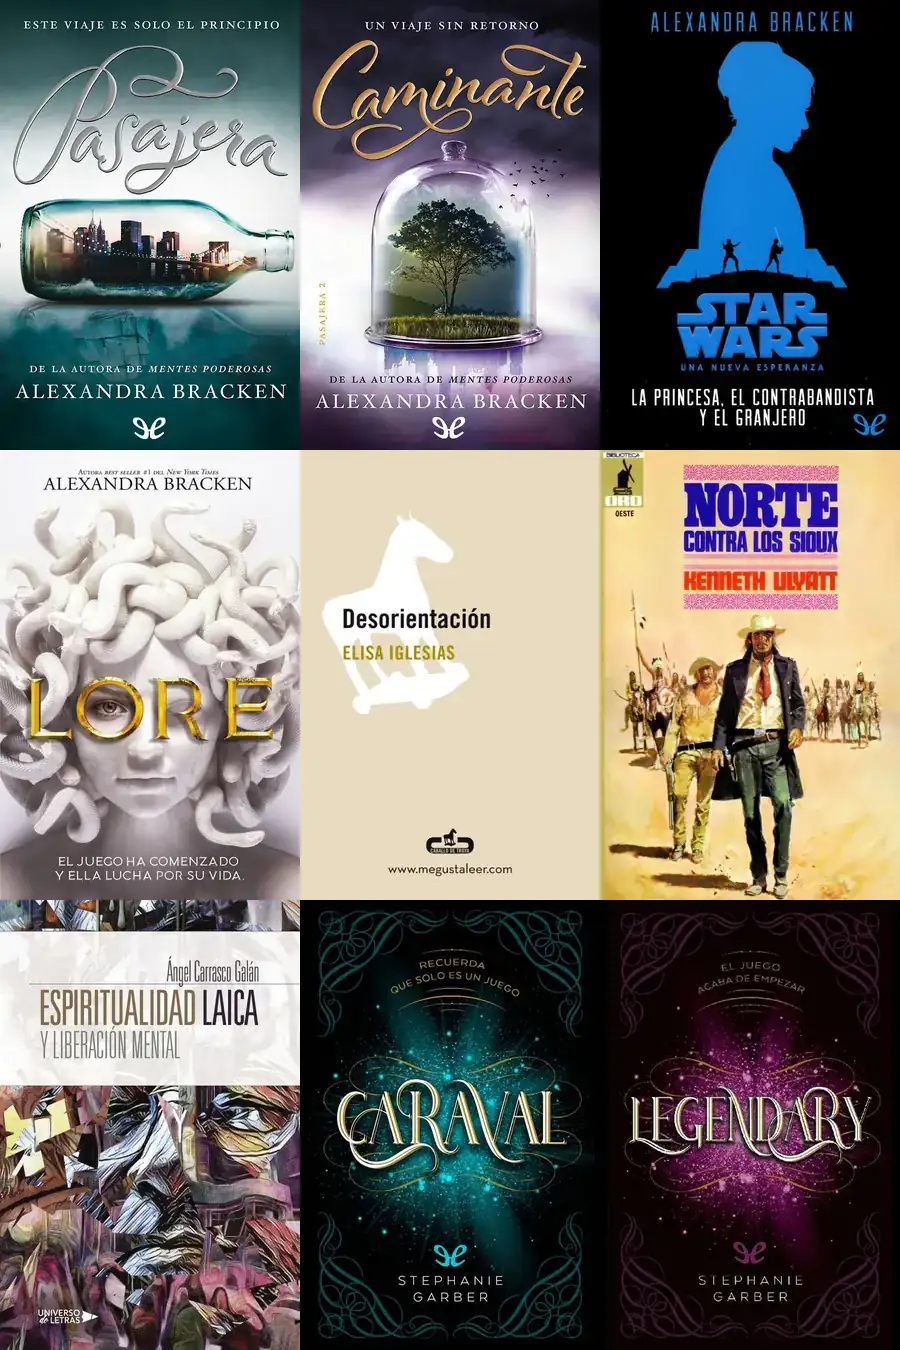 ESTE VIAJE ES SOLO EL PRINCIPIO
Pasajera
DE LA AUTORA DE MENTES PODEROSAS
ALEXANDRA BRACKEN
UN VIAJE SIN RETORNO
Caminante
PASAJERA 2
DE LA AUTORA DE MENTES PODEROSAS
ALEXANDRA BRACKEN
ALEXANDRA BRACKEN
STAR
WARS
UNA NUEVA ESPERANZA
LA PRINCESA, EL CONTRABANDISTA
Y EL GRANJERO
AUTORA BEST SELLER #1 DEL NEW YORK TIMES
ALEXANDRA BRACKEN
LORE
EL JUEGO HA COMENZADO
Y ELLA LUCHA POR SU VIDA.
Desorientación
ELISA IGLESIAS
CABALLO DE TROYA
www.megustaleer.com
BIBLIOTECA
ORO
OESTE
NORTE
CONTRA LOS SIOUX
KENNETH ULYATT
Ángel Carrasco Galán
ESPIRITUALIDAD LAICA
Y LIBERACIÓN MENTAL
UNIVERSO
de LETRAS
RECUERDA
QUE SOLO ES UN JUEGO
CARAVAL
STEPHANIE
GARBER
EL JUEGO
ACABA DE EMPEZAR
LEGENDARY
STEPHANIE
GARBER